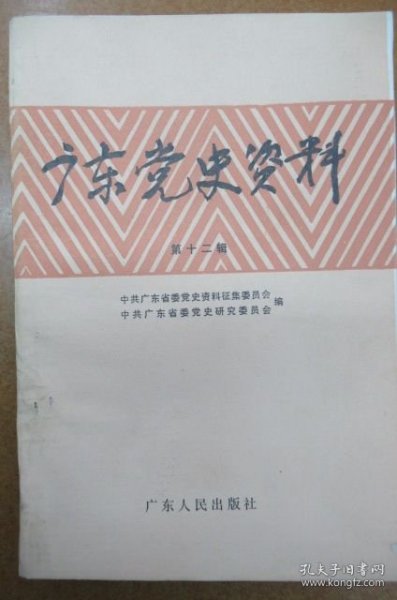 广东党史资料
第十二辑
中共广东省委党史资料征集委员会
中共广东省委党史研究委员会
编
广东人民出版社
孔夫子旧书网
www.kongfz.com